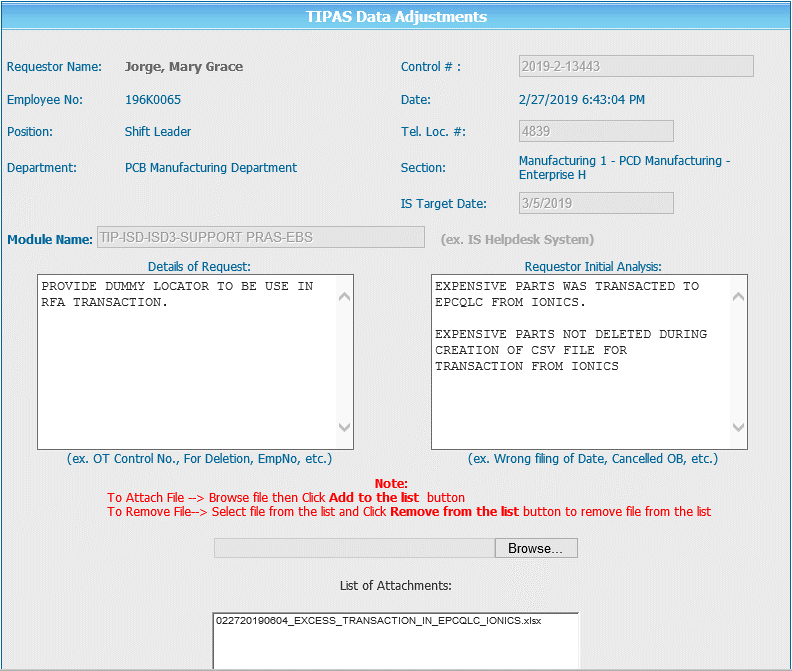 TIPAS Data Adjustments
Requestor Name: Jorge, Mary Grace Control # : 2019-2-13443
Employee No: 196K0065 Date: 2/27/2019 6:43:04 PM
Position: Shift Leader Tel. Loc. #: 4839
Department: PCB Manufacturing Department Section: Manufacturing 1 - PCD Manufacturing -
Enterprise H
IS Target Date: 3/5/2019
Module Name: TIP-ISD-ISD3-SUPPORT PRAS-EBS (ex. IS Helpdesk System)
Details of Request:
PROVIDE DUMMY LOCATOR TO BE USE IN
RFA TRANSACTION.
(ex. OT Control No., For Deletion, EmpNo, etc.)
Requestor Initial Analysis:
EXPENSIVE PARTS WAS TRANSACTED TO
EPCQLC FROM IONICS.
EXPENSIVE PARTS NOT DELETED DURING
CREATION OF CSV FILE FOR
TRANSACTION FROM IONICS
(ex. Wrong filing of Date, Cancelled OB, etc.)
Note:
To Attach File --> Browse file then Click Add to the list button
To Remove File--> Select file from the list and Click Remove from the list button to remove file from the list
Browse...
List of Attachments:
022720190604_EXCESS_TRANSACTION_IN_EPCQLC_IONICS.xlsx